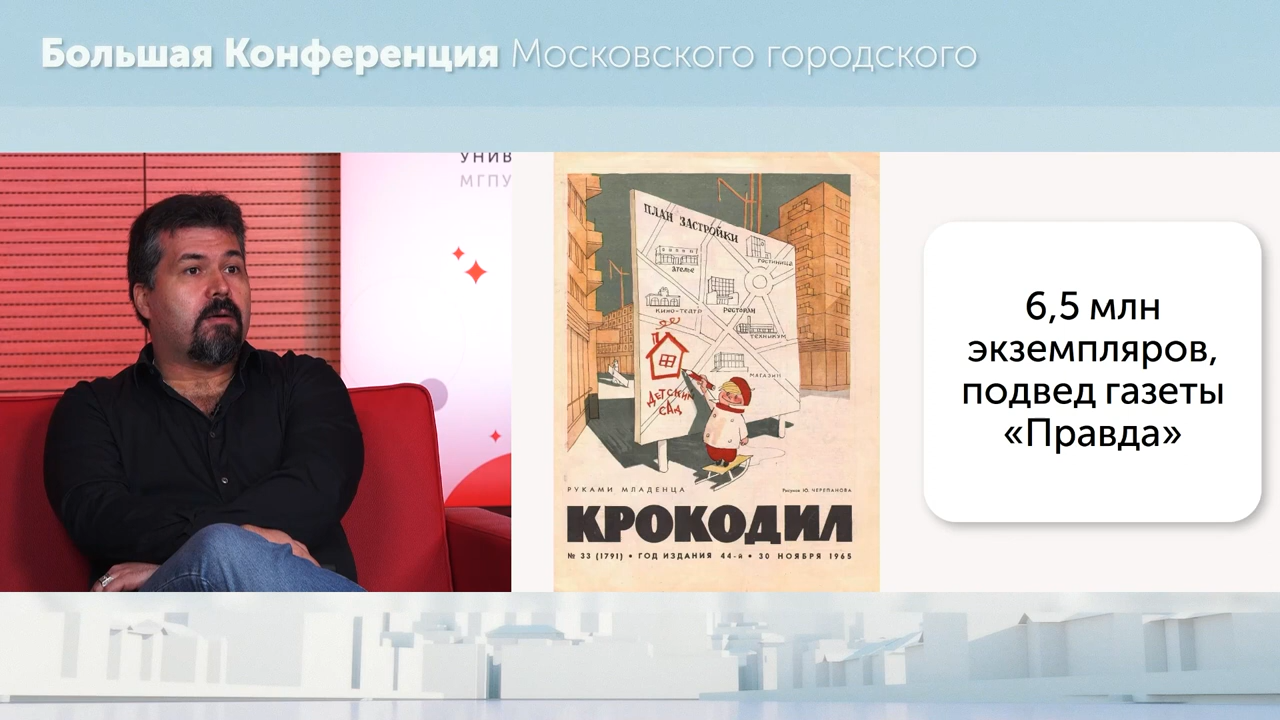 Большая Конференция Московского городского
УНИВ
МГПУ
ПЛАН ЗАСТРОЙКИ
ГОСТИНИЦА
АТЕЛЬЕ
КИНО-ТЕАТР
РЕСТОРАН
ТЕХНИКУМ
МАГАЗИН
ДЕТСКИЙ
САД
РУКАМИ МЛАДЕНЦА
Рисунок Ю. ЧЕРЕПАНОВА
КРОКОДИЛ
№ 33 (1791) • ГОД ИЗДАНИЯ 44-й • 30 НОЯБРЯ 1965
6,5 млн
экземпляров,
подвед газеты
«Правда»